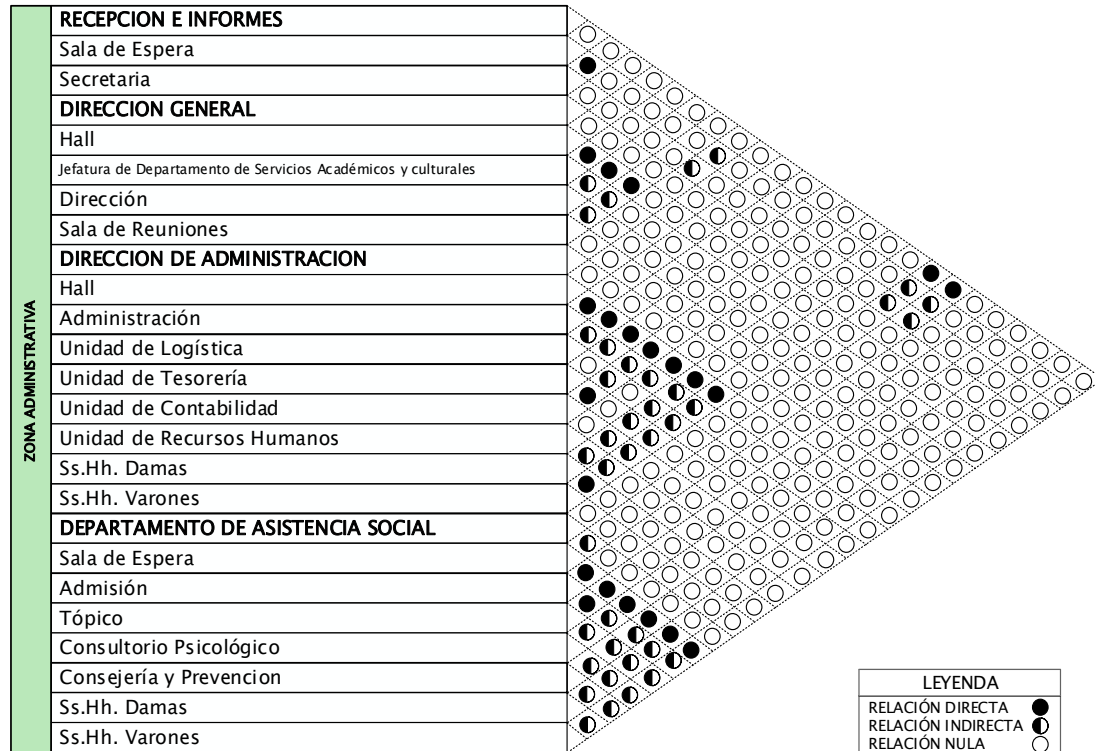 ZONA ADMINISTRATIVA
RECEPCION E INFORMES
Sala de Espera
Secretaria
DIRECCION GENERAL
Hall
Jefatura de Departamento de Servicios Académicos y culturales
Dirección
Sala de Reuniones
DIRECCION DE ADMINISTRACION
Hall
Administración
Unidad de Logística
Unidad de Tesorería
Unidad de Contabilidad
Unidad de Recursos Humanos
Ss.Hh. Damas
Ss.Hh. Varones
DEPARTAMENTO DE ASISTENCIA SOCIAL
Sala de Espera
Admisión
Tópico
Consultorio Psicológico
Consejería y Prevencion
Ss.Hh. Damas
Ss.Hh. Varones
LEYENDA
RELACIÓN DIRECTA
RELACIÓN INDIRECTA
RELACIÓN NULA